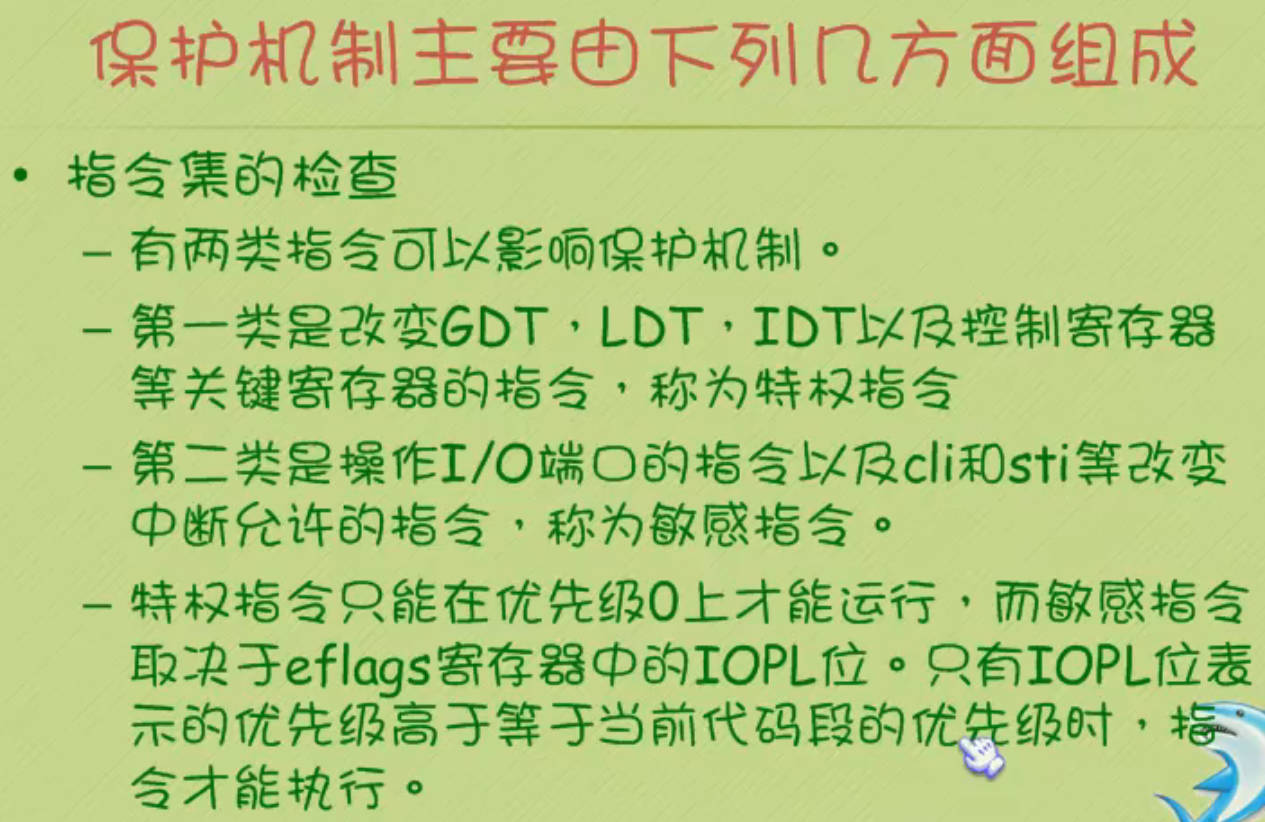 保护机制主要由下列几方面组成
• 指令集的检查
– 有两类指令可以影响保护机制。
– 第一类是改变GDT，LDT，IDT以及控制寄存器
等关键寄存器的指令，称为特权指令
– 第二类是操作I/O端口的指令以及cli和sti等改变
中断允许的指令，称为敏感指令。
– 特权指令只能在优先级0上才能运行，而敏感指令
取决于eflags寄存器中的IOPL位。只有IOPL位表
示的优先级高于等于当前代码段的优先级时，指
令才能执行。